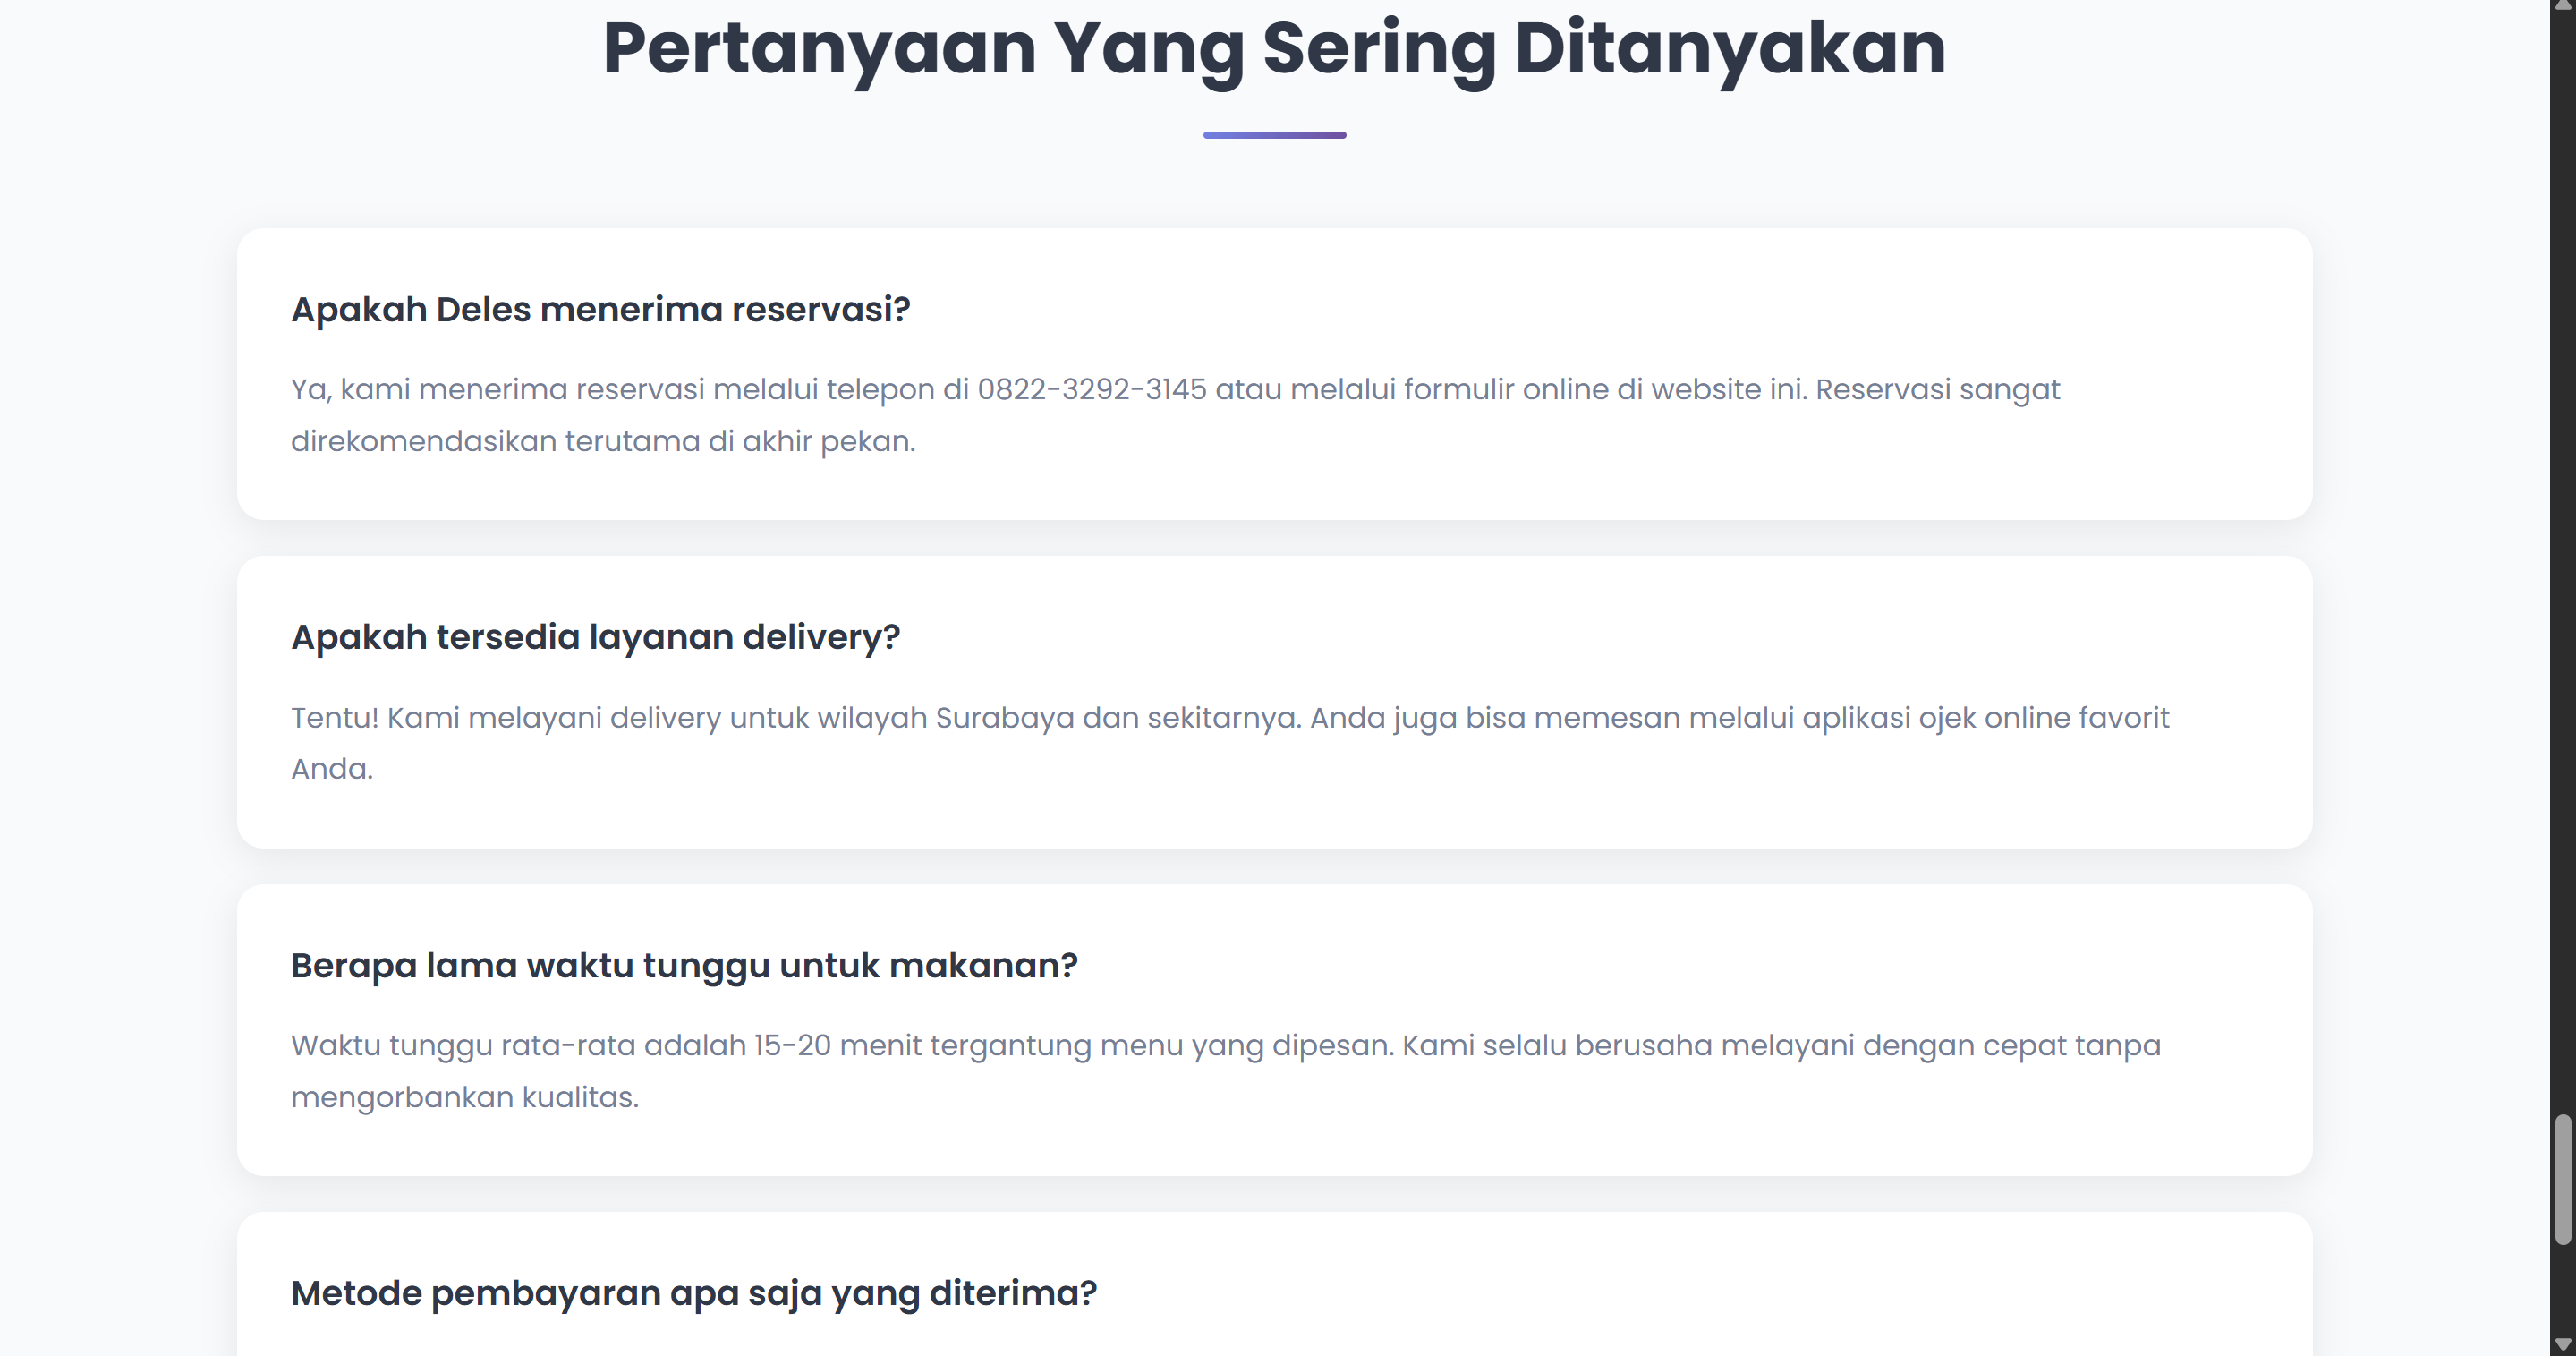 Pertanyaan Yang Sering Ditanyakan
Apakah Deles menerima reservasi?
Ya, kami menerima reservasi melalui telepon di 0822-3292-3145 atau melalui formulir online di website ini. Reservasi sangat
direkomendasikan terutama di akhir pekan.
Apakah tersedia layanan delivery?
Tentu! Kami melayani delivery untuk wilayah Surabaya dan sekitarnya. Anda juga bisa memesan melalui aplikasi ojek online favorit
Anda.
Berapa lama waktu tunggu untuk makanan?
Waktu tunggu rata-rata adalah 15-20 menit tergantung menu yang dipesan. Kami selalu berusaha melayani dengan cepat tanpa
mengorbankan kualitas.
Metode pembayaran apa saja yang diterima?